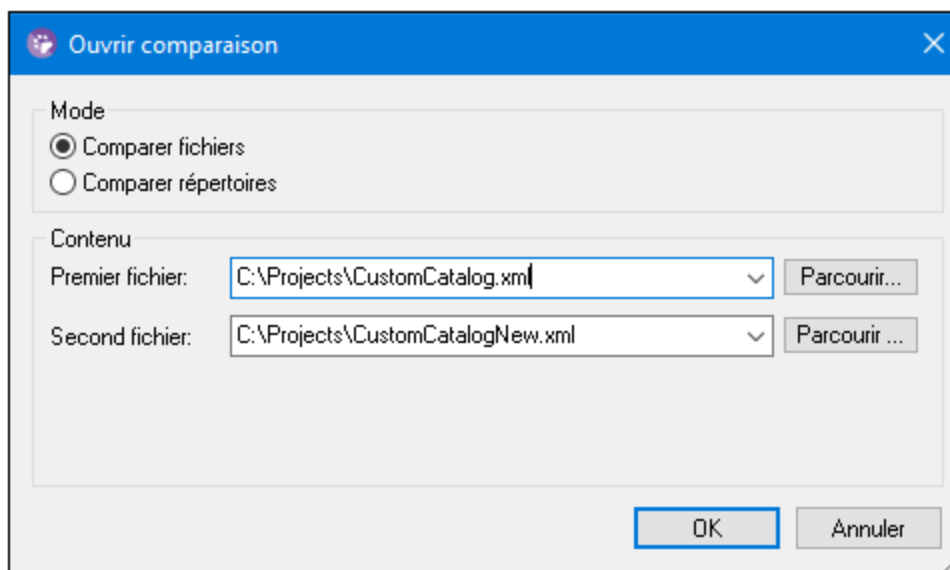 Ouvrir comparaison
Mode
Comparer fichiers
Comparer répertoires
Contenu
Premier fichier: C:\Projects\CustomCatalog.xml Parcourir...
Second fichier: C:\Projects\CustomCatalogNew.xml Parcourir ...
OK Annuler